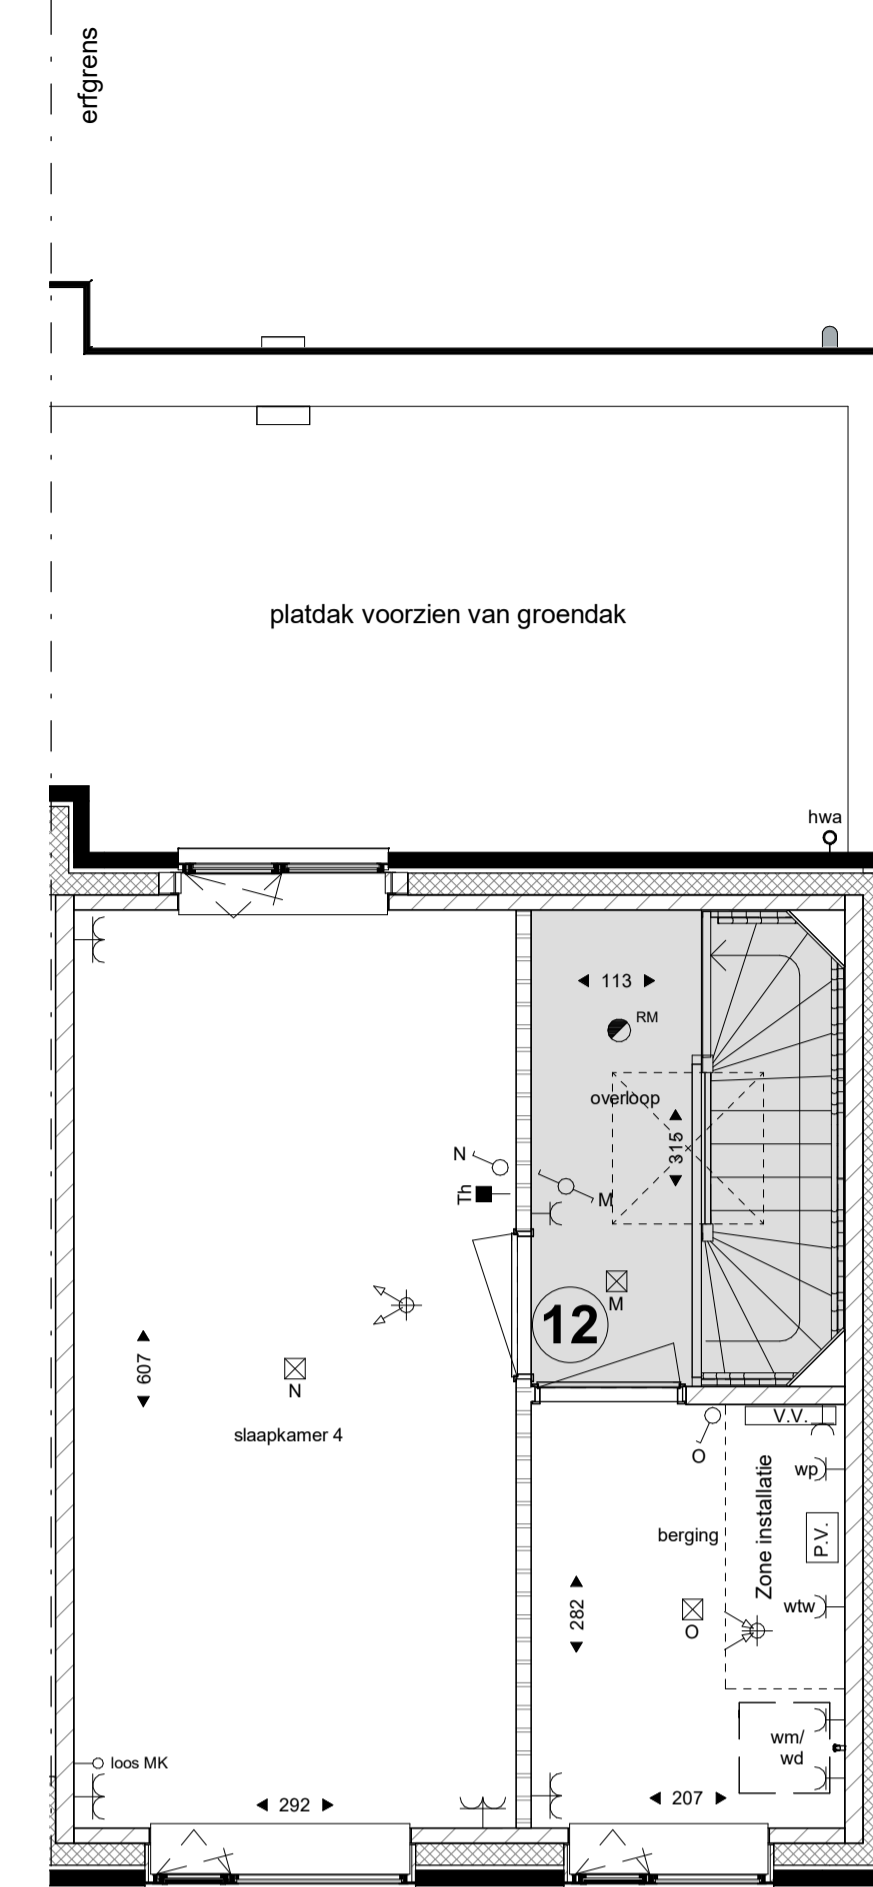 erfgrens
platdak voorzien van groendak
hwa
113
RM
overloop
315
N
Th
M
M
12
607
N
slaapkamer 4
V.V.
O
wp
Zone installatie
berging
P.V.
282
wtw
O
wm/
wd
loos MK
292
207